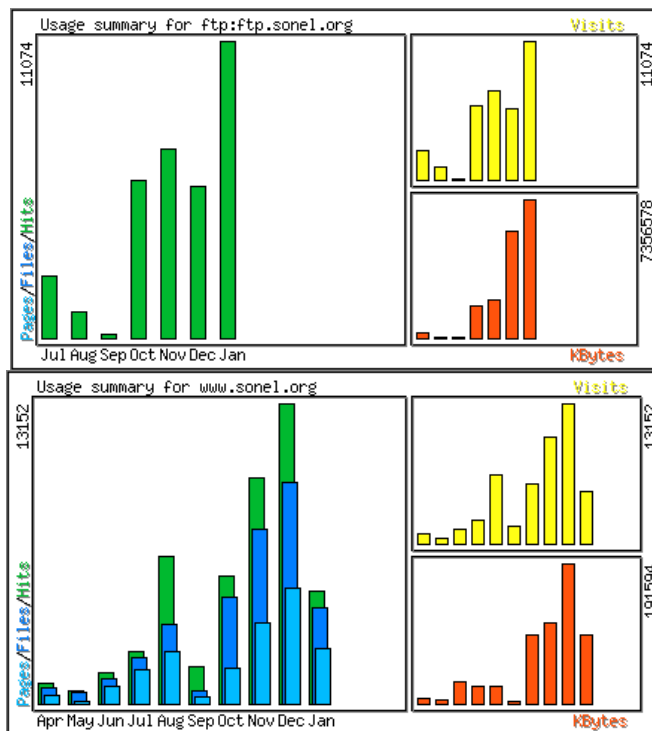 Usage summary for ftp:ftp.sonel.org
Visits
11074
11074
Pages/Files/Hits
7356578
Jul Aug Sep Oct Nov Dec Jan
KBytes
Usage summary for www.sonel.org
Visits
13152
13152
Pages/Files/Hits
191594
Apr May Jun Jul Aug Sep Oct Nov Dec Jan
KBytes